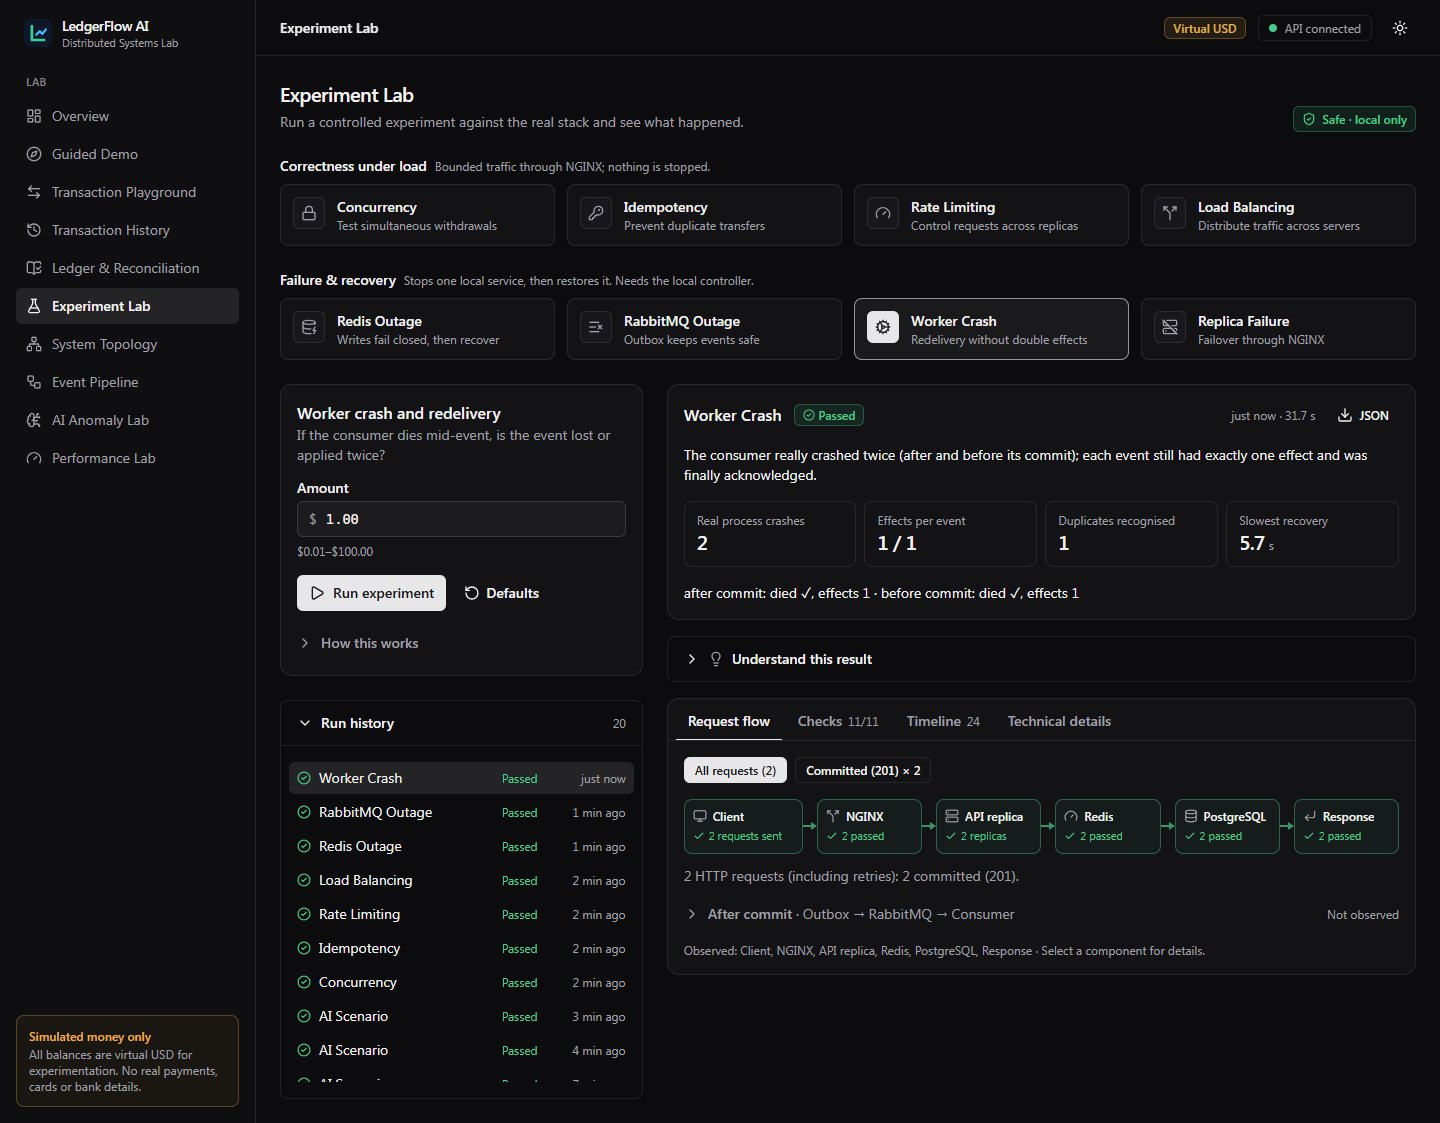 LedgerFlow AI
Distributed Systems Lab
LAB
Overview
Guided Demo
Transaction Playground
Transaction History
Ledger & Reconciliation
Experiment Lab
System Topology
Event Pipeline
AI Anomaly Lab
Performance Lab
Simulated money only
All balances are virtual USD for
experimentation. No real payments,
cards or bank details.
Experiment Lab
Virtual USD
API connected
Experiment Lab
Run a controlled experiment against the real stack and see what happened.
Safe · local only
Correctness under load Bounded traffic through NGINX; nothing is stopped.
Concurrency
Test simultaneous withdrawals
Idempotency
Prevent duplicate transfers
Rate Limiting
Control requests across replicas
Load Balancing
Distribute traffic across servers
Failure & recovery Stops one local service, then restores it. Needs the local controller.
Redis Outage
Writes fail closed, then recover
RabbitMQ Outage
Outbox keeps events safe
Worker Crash
Redelivery without double effects
Replica Failure
Failover through NGINX
Worker crash and redelivery
If the consumer dies mid-event, is the event lost or
applied twice?
Amount
$ 1.00
$0.01–$100.00
Run experiment
Defaults
How this works
Run history 20
Worker Crash Passed just now
RabbitMQ Outage Passed 1 min ago
Redis Outage Passed 1 min ago
Load Balancing Passed 2 min ago
Rate Limiting Passed 2 min ago
Idempotency Passed 2 min ago
Concurrency Passed 2 min ago
AI Scenario Passed 3 min ago
AI Scenario Passed 4 min ago
Worker Crash Passed just now · 31.7 s JSON
The consumer really crashed twice (after and before its commit); each event still had exactly one effect and was
finally acknowledged.
Real process crashes
2
Effects per event
1 / 1
Duplicates recognised
1
Slowest recovery
5.7 s
after commit: died ✓, effects 1 · before commit: died ✓, effects 1
Understand this result
Request flow Checks 11/11 Timeline 24 Technical details
All requests (2) Committed (201) × 2
Client
2 requests sent
NGINX
2 passed
API replica
2 replicas
Redis
2 passed
PostgreSQL
2 passed
Response
2 passed
2 HTTP requests (including retries): 2 committed (201).
After commit · Outbox → RabbitMQ → Consumer Not observed
Observed: Client, NGINX, API replica, Redis, PostgreSQL, Response · Select a component for details.